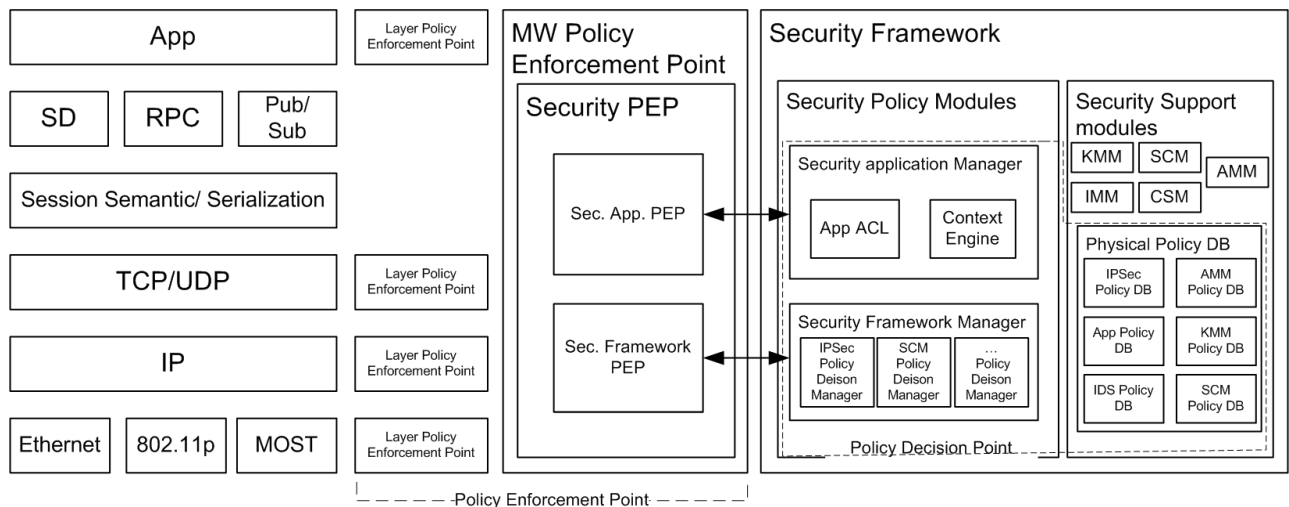 App
SD
RPC
Pub/
Sub
Session Semantic/ Serialization
TCP/UDP
IP
Ethernet
802.11p
MOST
Layer Policy
Enforcement Point
Layer Policy
Enforcement Point
Layer Policy
Enforcement Point
Layer Policy
Enforcement Point
MW Policy
Enforcement Point
Security PEP
Sec. App. PEP
Sec. Framework
PEP
Policy Enforcement Point
Security Framework
Security Policy Modules
Security application Manager
App ACL
Context
Engine
Security Framework Manager
IPSec
Policy
Deison
Manager
SCM
Policy
Deison
Manager
...
Policy
Deison
Manager
Policy Decision Point
Security Support
modules
KMM
SCM
AMM
IMM
CSM
Physical Policy DB
IPSec
Policy DB
AMM
Policy DB
App Policy
DB
KMM
Policy DB
IDS Policy
DB
SCM
Policy DB